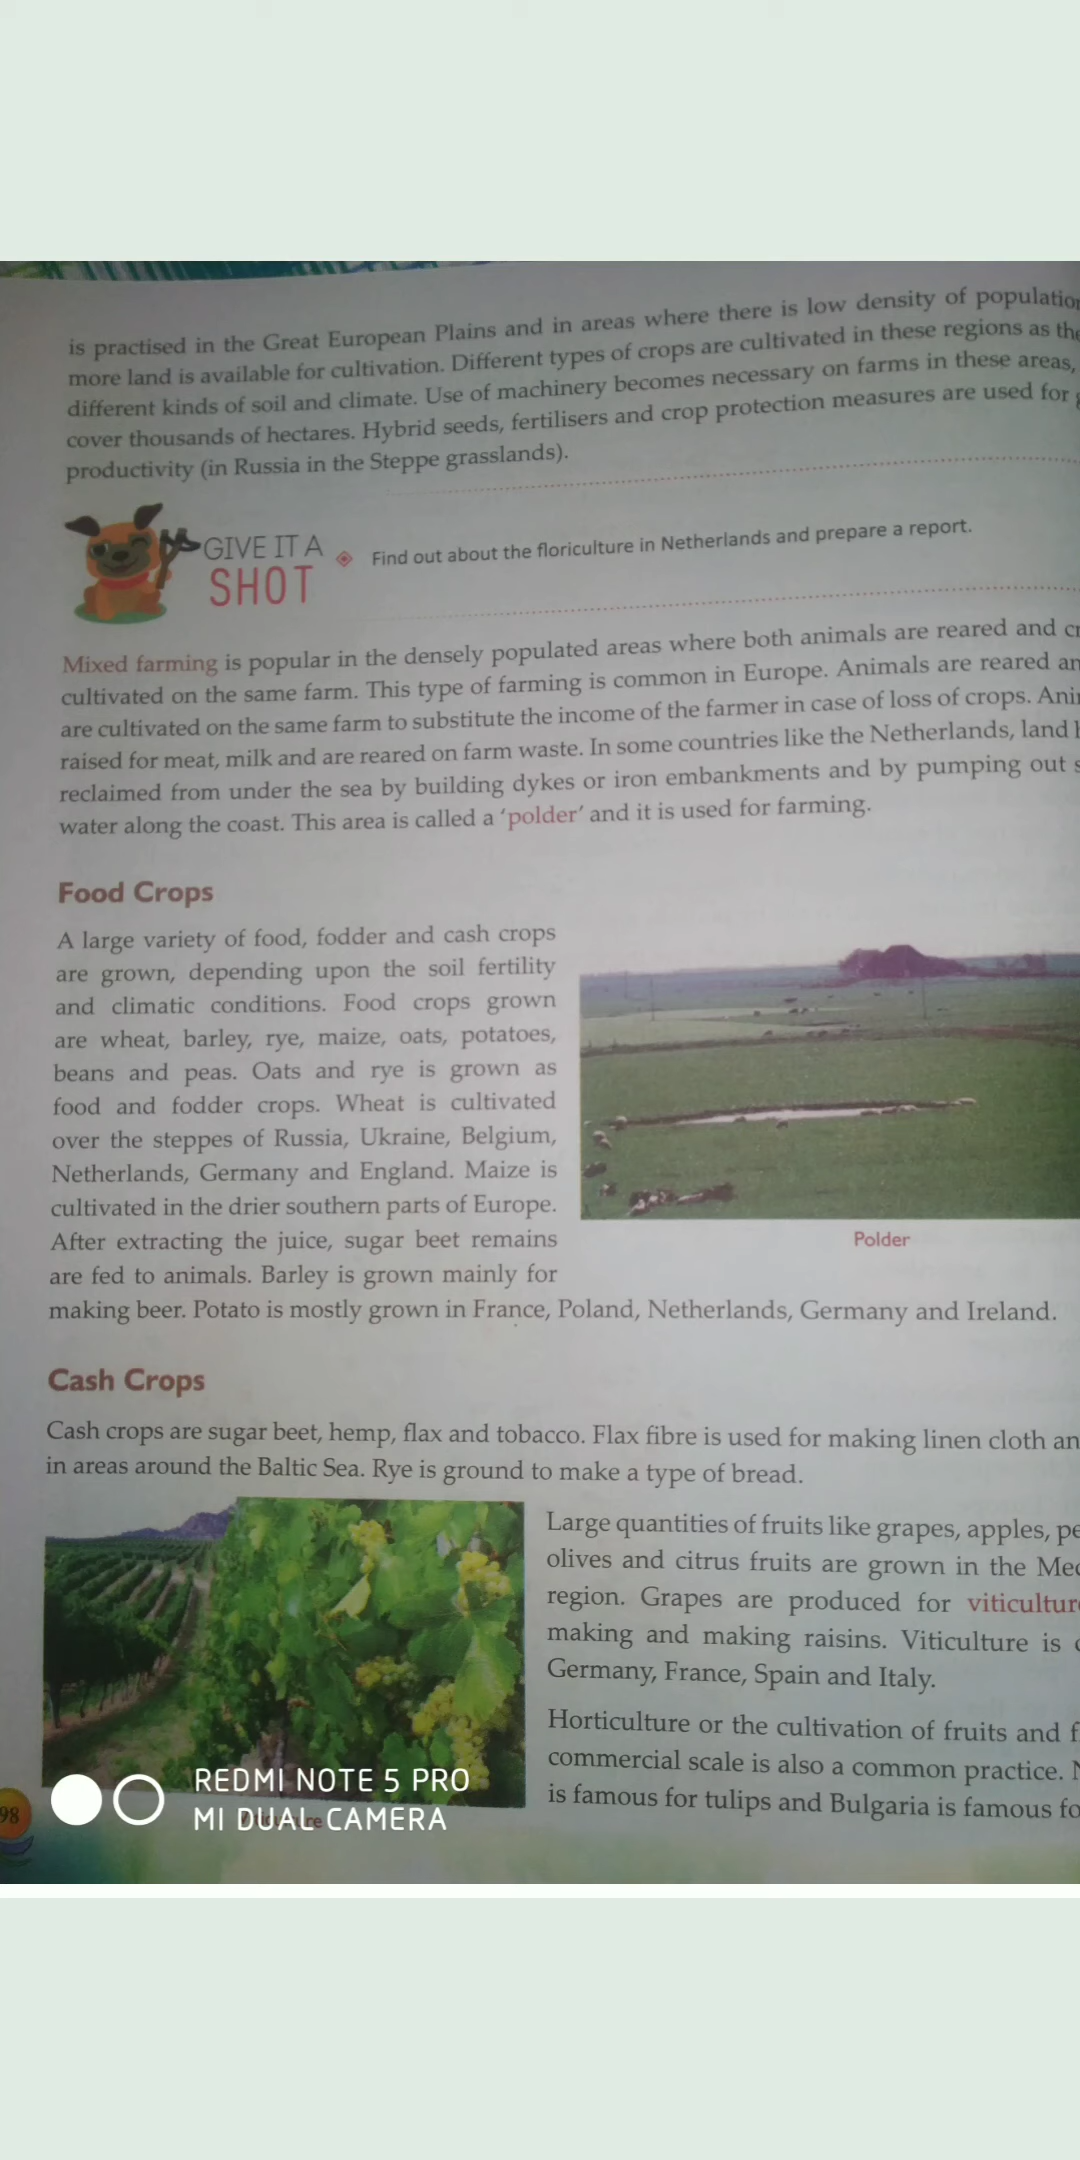 is practised in the Great European Plains and in areas where there is low density of
more land is available for cultivation. Different types of crops are cultivated in these regions as
different kinds of soil and climate. Use of machinery becomes necessary on farms in these areas,
cover thousands of hectares. Hybrid seeds, fertilisers and crop protection measures are used for
productivity (in Russia in the Steppe grasslands).
GIVE IT A
SHOT
Find out about the floriculture in Netherlands and prepare a report.
Mixed farming is popular in the densely populated areas where both animals are reared and
cultivated on the same farm. This type of farming is common in Europe. Animals are reared
are cultivated on the same farm to substitute the income of the farmer in case of loss of crops.
raised for meat, milk and are reared on farm waste. In some countries like the Netherlands, land
reclaimed from under the sea by building dykes or iron embankments and by pumping out
water along the coast. This area is called a ‘polder’ and it is used for farming.
Food Crops
A large variety of food, fodder and cash crops
are grown, depending upon the soil fertility
and climatic conditions. Food crops grown
are wheat, barley, rye, maize, oats, potatoes,
beans and peas. Oats and rye is grown as
food and fodder crops. Wheat is cultivated
over the steppes of Russia, Ukraine, Belgium,
Netherlands, Germany and England. Maize is
cultivated in the drier southern parts of Europe.
After extracting the juice, sugar beet remains
are fed to animals. Barley is grown mainly for
making beer. Potato is mostly grown in France, Poland, Netherlands, Germany and Ireland.
Polder
Cash Crops
Cash crops are sugar beet, hemp, flax and tobacco. Flax fibre is used for making linen cloth
in areas around the Baltic Sea. Rye is ground to make a type of bread.
Large quantities of fruits like grapes, apples,
olives and citrus fruits are grown in the
region. Grapes are produced for
making and making raisins. Viticulture is
Germany, France, Spain and Italy.
Horticulture or the cultivation of fruits and
commercial scale is also a common practice.
is famous for tulips and Bulgaria is famous
98
REDMI NOTE 5 PRO
MI DUAL CAMERA